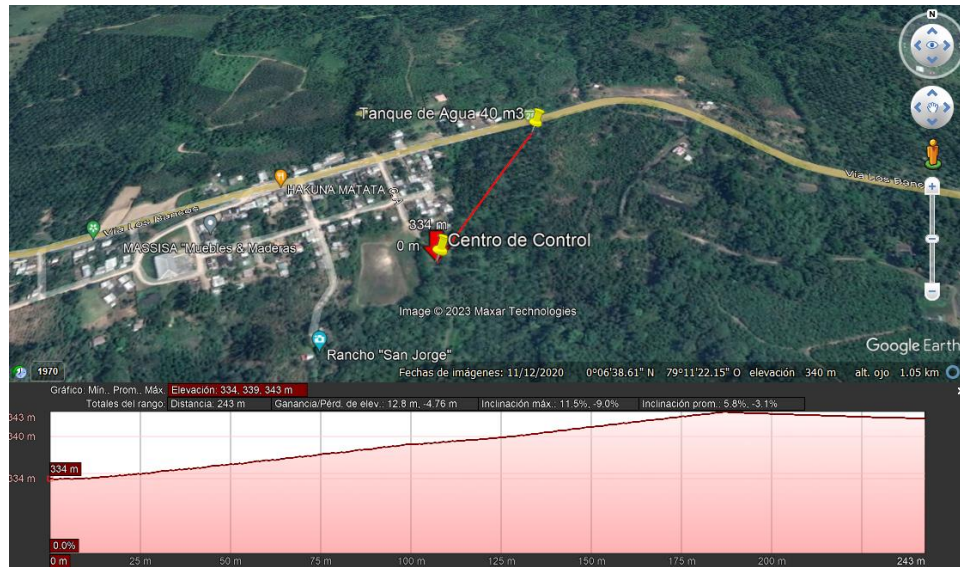 N
Tanque de Agua 40 m3
HAKUNA MATATA
Vía Los Bancos
Vía Los Banc
MASSISA "Muebles & Maderas
334 m
0 m
Centro de Control
Image © 2023 Maxar Technologies
Rancho "San Jorge"
Google Earth
1970
Fechas de imágenes: 11/12/2020 0°06'38.61" N 79°11'22.15" O elevación 340 m alt. ojo 1.05 km
Gráfico: Mín., Prom., Máx. Elevación: 334, 339, 343 m
Totales del rango: Distancia: 243 m Ganancia/Pérd. de elev.: 12.8 m, -4.76 m Inclinación máx.: 11.5%, -9.0% Inclinación prom.: 5.8%, -3.1%
343 m
340 m
334 m
334 m
0.0%
0 m 25 m 50 m 75 m 100 m 125 m 150 m 175 m 200 m 243 m